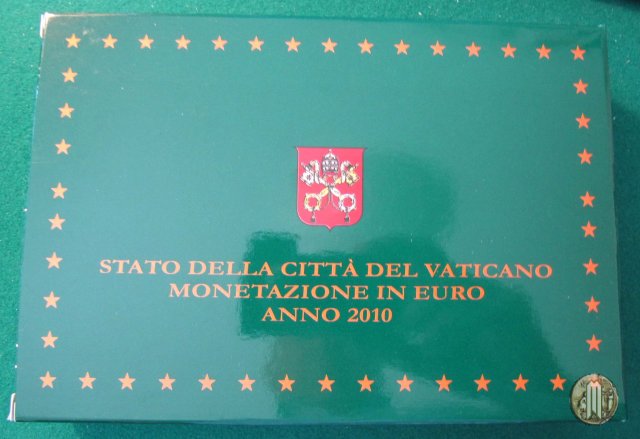 STATO DELLA CITTÀ DEL VATICANO
MONETAZIONE IN EURO
ANNO 2010